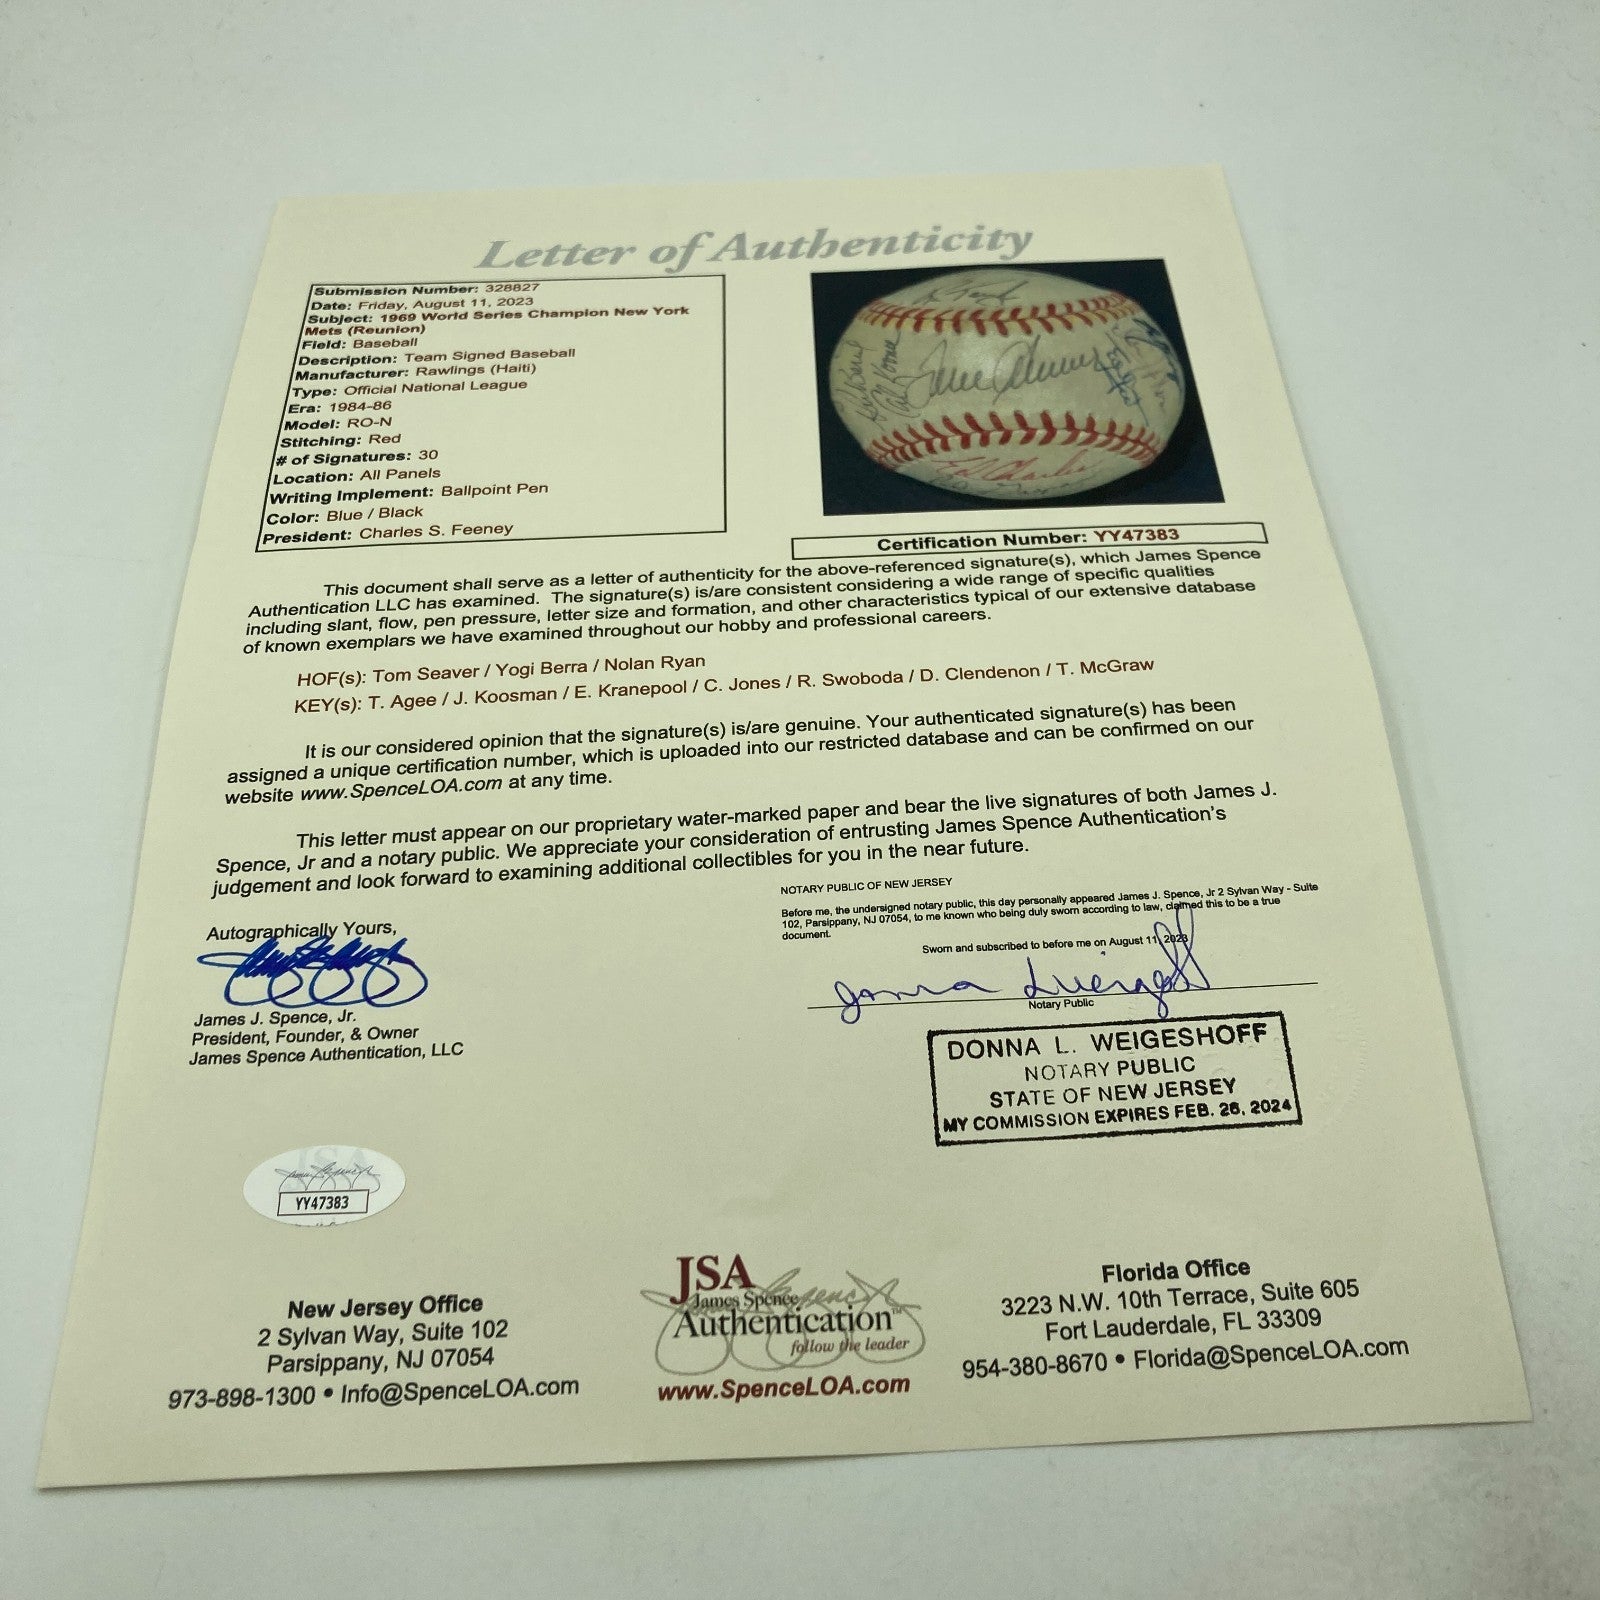 Letter of Authenticity
Submission Number: 328827
Date: Friday, August 11, 2023
Subject: 1969 World Series Champion New York
Mets (Reunion)
Field: Baseball
Description: Team Signed Baseball
Manufacturer: Rawlings (Haiti)
Type: Official National League
Era: 1984-86
Model: RO-N
Stitching: Red
# of Signatures: 30
Location: All Panels
Writing Implement: Ballpoint Pen
Color: Blue / Black
President: Charles S. Feeney
Tom Seaver
Ed Charles
Certification Number: YY47383
This document shall serve as a letter of authenticity for the above-referenced signature(s), which James Spence
Authentication LLC has examined. The signature(s) is/are consistent considering a wide range of specific qualities
including slant, flow, pen pressure, letter size and formation, and other characteristics typical of our extensive database
of known exemplars we have examined throughout our hobby and professional careers.
HOF(s): Tom Seaver / Yogi Berra / Nolan Ryan
KEY(s): T. Agee / J. Koosman / E. Kranepool / C. Jones / R. Swoboda / D. Clendenon / T. McGraw
It is our considered opinion that the signature(s) is/are genuine. Your authenticated signature(s) has been
assigned a unique certification number, which is uploaded into our restricted database and can be confirmed on our
website www.SpenceLOA.com at any time.
This letter must appear on our proprietary water-marked paper and bear the live signatures of both James J.
Spence, Jr and a notary public. We appreciate your consideration of entrusting James Spence Authentication's
judgement and look forward to examining additional collectibles for you in the near future.
NOTARY PUBLIC OF NEW JERSEY
Before me, the undersigned notary public, this day personally appeared James J. Spence, Jr 2 Sylvan Way - Suite
102, Parsippany, NJ 07054, to me known who being duly sworn according to law, claimed this to be a true
document.
Sworn and subscribed to before me on August 11, 2023
Notary Public
Autographically Yours,
James J. Spence, Jr.
President, Founder, & Owner
James Spence Authentication, LLC
DONNA L. WEIGESHOFF
NOTARY PUBLIC
STATE OF NEW JERSEY
MY COMMISSION EXPIRES FEB. 26, 2024
JSA
YY47383
New Jersey Office
2 Sylvan Way, Suite 102
Parsippany, NJ 07054
973-898-1300 • Info@SpenceLOA.com
JSA
James Spence
Authentication™
follow the leader
www.SpenceLOA.com
Florida Office
3223 N.W. 10th Terrace, Suite 605
Fort Lauderdale, FL 33309
954-380-8670 • Florida@SpenceLOA.com